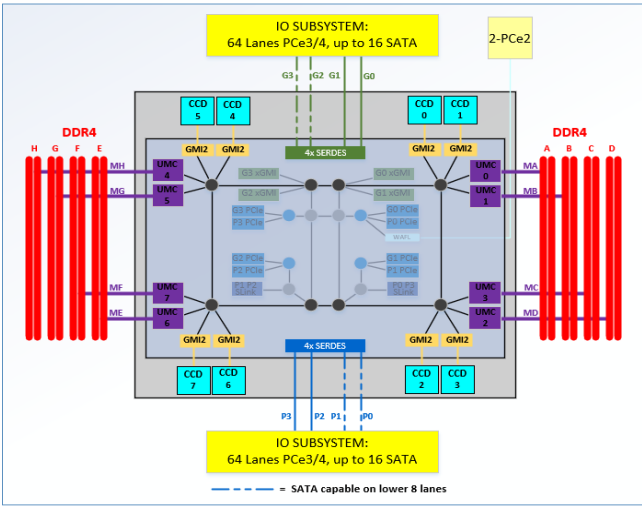 IO SUBSYSTEM:
64 Lanes PCe3/4, up to 16 SATA
2-PCe2
G3
G2
G1
G0
CCD
5
CCD
4
CCD
0
CCD
1
DDR4
H G F E
DDR4
A B C D
GMI2
GMI2
4x SERDES
GMI2
GMI2
MH
UMC
4
G3 xGMI
G0 xGMI
UMC
0
MA
MG
UMC
5
G2 xGMI
G1 xGMI
UMC
1
MB
G3 PCIe
P3 PCIe
G0 PCIe
P0 PCIe
WAFL
G2 PCIe
P2 PCIe
G1 PCIe
P1 PCIe
P1 P2
SLink
P0 P3
SLink
MF
UMC
7
UMC
3
MC
ME
UMC
6
UMC
2
MD
GMI2
GMI2
4x SERDES
GMI2
GMI2
CCD
7
CCD
6
CCD
2
CCD
3
P3
P2
P1
P0
IO SUBSYSTEM:
64 Lanes PCe3/4, up to 16 SATA
= SATA capable on lower 8 lanes